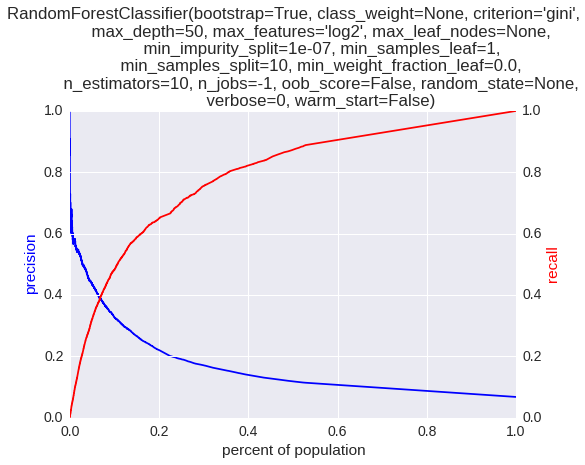 RandomForestClassifier(bootstrap=True, class_weight=None, criterion='gini',
max_depth=50, max_features='log2', max_leaf_nodes=None,
min_impurity_split=1e-07, min_samples_leaf=1,
min_samples_split=10, min_weight_fraction_leaf=0.0,
n_estimators=10, n_jobs=-1, oob_score=False, random_state=None,
verbose=0, warm_start=False)
1.0 1.0
0.8 0.8
0.6 0.6
precision
recall
0.4 0.4
0.2 0.2
0.0 0.0
0.0 0.2 0.4 0.6 0.8 1.0
percent of population